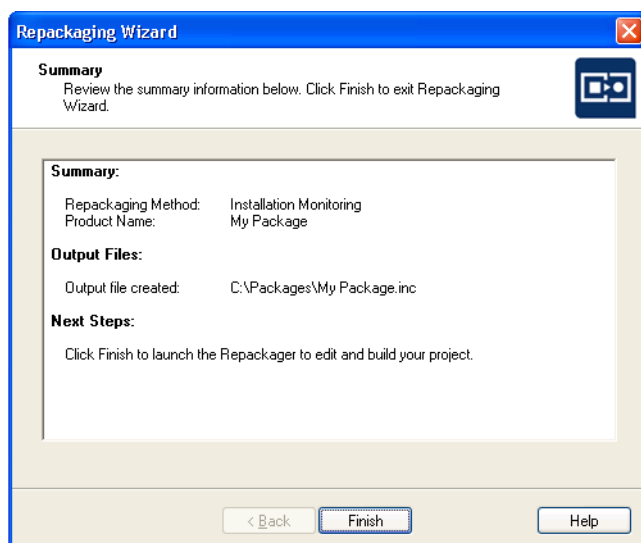 Repackaging Wizard
Summary
Review the summary information below. Click Finish to exit Repackaging
Wizard.
Summary:
Repackaging Method: Installation Monitoring
Product Name: My Package
Output Files:
Output file created: C:\Packages\My Package.inc
Next Steps:
Click Finish to launch the Repackager to edit and build your project.
< Back Finish Help